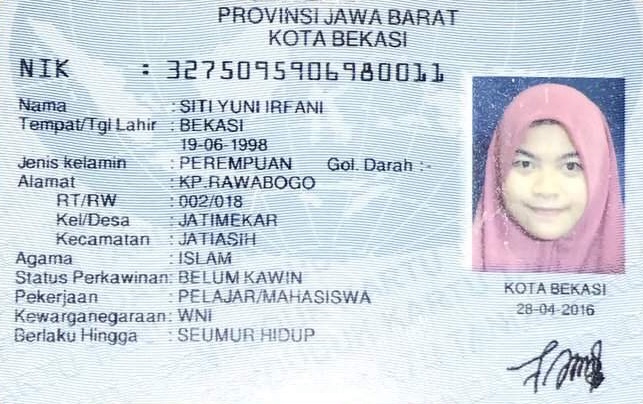 PROVINSI JAWA BARAT
KOTA BEKASI
NIK : 3275095906980011
Nama : SITI YUNI IRFANI
Tempat/Tgl Lahir : BEKASI
19-06-1998
Jenis kelamin : PEREMPUAN Gol. Darah :-
Alamat : KP.RAWABOGO
RT/RW : 002/018
Kel/Desa : JATIMEKAR
Kecamatan : JATIASIH
Agama : ISLAM
Status Perkawinan: BELUM KAWIN
Pekerjaan : PELAJAR/MAHASISWA
Kewarganegaraan: WNI
Berlaku Hingga : SEUMUR HIDUP
KOTA BEKASI
28-04-2016